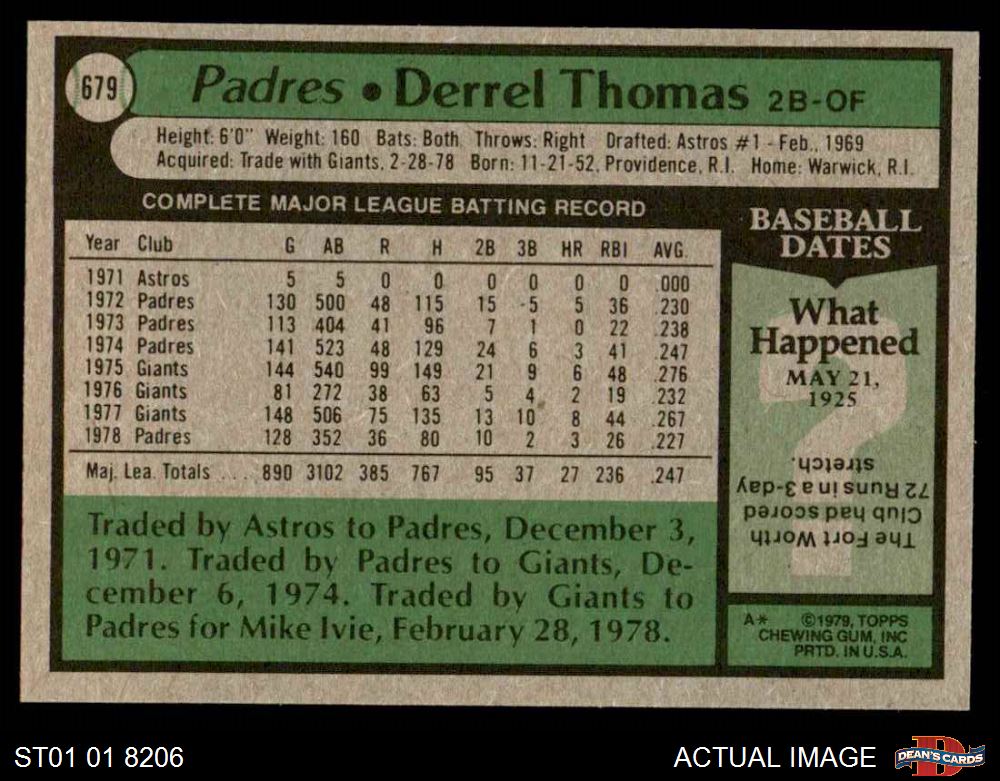 679
Padres • Derrel Thomas 2B-OF
Height: 6'0" Weight: 160 Bats: Both Throws: Right Drafted: Astros #1 - Feb., 1969
Acquired: Trade with Giants, 2-28-78 Born: 11-21-52, Providence, R.I. Home: Warwick, R.I.
COMPLETE MAJOR LEAGUE BATTING RECORD
Year Club G AB R H 2B 3B HR RBI AVG.
1971 Astros 5 5 0 0 0 0 0 0 .000
1972 Padres 130 500 48 115 15 5 5 36 .230
1973 Padres 113 404 41 96 7 1 0 22 .238
1974 Padres 141 523 48 129 24 6 3 41 .247
1975 Giants 144 540 99 149 21 9 6 48 .276
1976 Giants 81 272 38 63 5 4 2 19 .232
1977 Giants 148 506 75 135 13 10 8 44 .267
1978 Padres 128 352 36 80 10 2 3 26 .227
Maj. Lea. Totals ... 890 3102 385 767 95 37 27 236 .247
Traded by Astros to Padres, December 3,
1971. Traded by Padres to Giants, De-
cember 6, 1974. Traded by Giants to
Padres for Mike Ivie, February 28, 1978.
BASEBALL
DATES
What
Happened
MAY 21,
1925
?
The Fort Worth
Club had scored
72 Runs in a 3-day
stretch.
A* ©1979, TOPPS
CHEWING GUM, INC
PRTD. IN U.S.A.
ST01 01 8206
ACTUAL IMAGE
D
DEAN'S CARDS